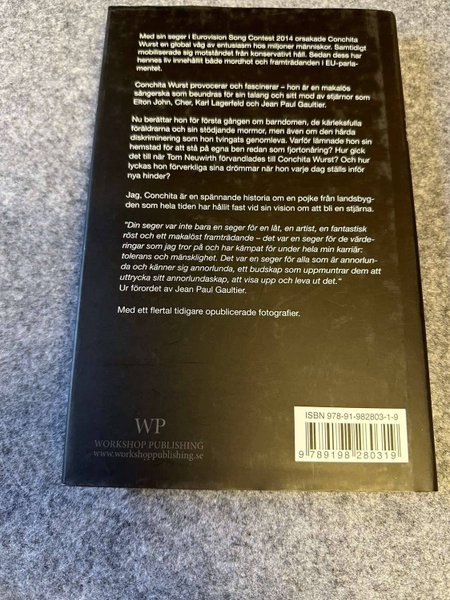 Med sin seger i Eurovision Song Contest 2014 orsakade Conchita
Wurst en global våg av entusiasm hos miljoner människor. Samtidigt
mobiliserade sig motståndet från konservativt håll. Sedan dess har
hennes liv innehållit både mordhot och framträdanden i EU-parla-
mentet.
Conchita Wurst provocerar och fascinerar – hon är en makalös
sångerska som beundras för sin talang och sitt mod av stjärnor som
Elton John, Cher, Karl Lagerfeld och Jean Paul Gaultier.
Nu berättar hon för första gången om barndomen, de kärleksfulla
föräldrarna och sin stödjande mormor, men även om den hårda
diskriminering som hon tvingats genomleva. Varför lämnade hon sin
hemstad för att stå på egna ben redan som fjortonåring? Hur gick
det till när Tom Neuwirth förvandlades till Conchita Wurst? Och hur
lyckas hon förverkliga sina drömmar när hon varje dag ställs inför
nya hinder?
Jag, Conchita är en spännande historia om en pojke från landsbyg-
den som hela tiden har hållit fast vid sin vision om att bli en stjärna.
"Din seger var inte bara en seger för en låt, en artist, en fantastisk
röst och ett makalöst framträdande – det var en seger för de värde-
ringar som jag tror på och har kämpat för under hela min karriär:
tolerans och mänsklighet. Det var en seger för alla som är annorlun-
da och känner sig annorlunda, ett budskap som uppmuntrar dem att
uttrycka sitt annorlundaskap, att visa upp och leva ut det."
Ur förordet av Jean Paul Gaultier.
Med ett flertal tidigare opublicerade fotografier.
WP
WORKSHOP PUBLISHING
www.workshoppublishing.se
ISBN 978-91-982803-1-9
9 789198 280319